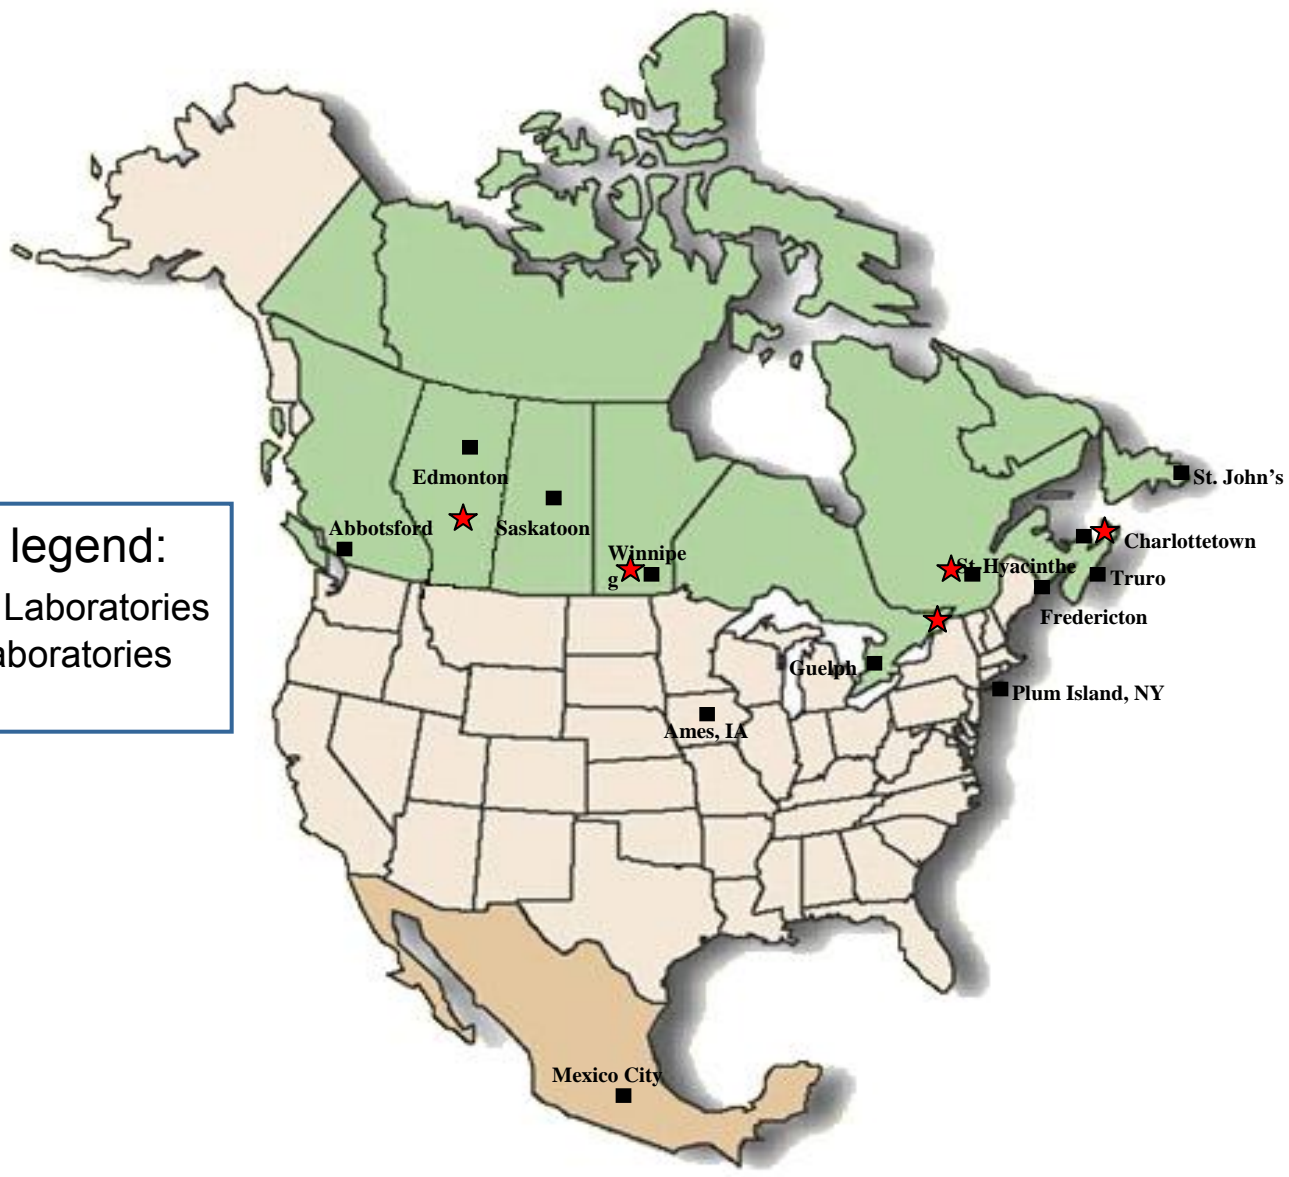 Edmonton
St. John's
Abbotsford
Saskatoon
legend:
Charlottetown
Winnipe
g
St-Hyacinthe
Truro
Laboratories
Fredericton
aboratories
Guelph
Plum Island, NY
Ames, IA
Mexico City